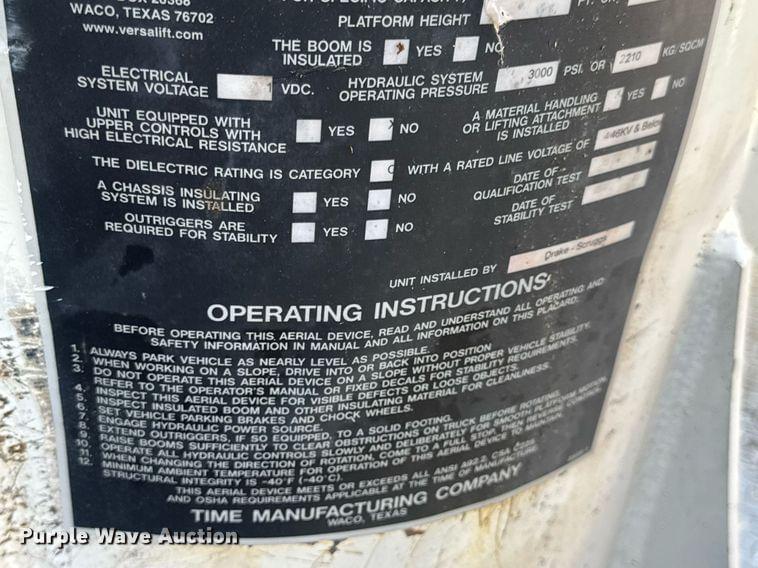 WACO, TEXAS 76702
www.versalift.com
PLATFORM HEIGHT
THE BOOM IS
INSULATED YES NO
ELECTRICAL
SYSTEM VOLTAGE 1 VDC.
HYDRAULIC SYSTEM
OPERATING PRESSURE 3000 PSI. OR 2210 KG/SQCM
UNIT EQUIPPED WITH
UPPER CONTROLS WITH
HIGH ELECTRICAL RESISTANCE YES X NO
A MATERIAL HANDLING
OR LIFTING ATTACHMENT
IS INSTALLED YES NO
THE DIELECTRIC RATING IS CATEGORY C WITH A RATED LINE VOLTAGE OF 46KV &
A CHASSIS INSULATING
SYSTEM IS INSTALLED YES NO
DATE OF
QUALIFICATION TEST
OUTRIGGERS ARE
REQUIRED FOR STABILITY YES NO
DATE OF
STABILITY TEST
UNIT INSTALLED BY Drake - Scruggs
OPERATING INSTRUCTIONS
BEFORE OPERATING THIS AERIAL DEVICE, READ AND UNDERSTAND ALL OPERATING AND
SAFETY INFORMATION IN MANUAL AND ALL INFORMATION ON THIS PLACARD.
1. ALWAYS PARK VEHICLE AS NEARLY LEVEL AS POSSIBLE.
2. WHEN WORKING ON A SLOPE, DRIVE INTO OR BACK INTO POSITION
3. DO NOT OPERATE THIS AERIAL DEVICE ON A SLOPE WITHOUT PROPER VEHICLE STABILITY.
REFER TO THE OPERATOR'S MANUAL OR FIXED DECALS FOR STABILITY REQUIREMENTS.
4. INSPECT THIS AERIAL DEVICE FOR VISIBLE DEFECTS OR LOOSE OBJECTS.
5. INSPECT INSULATED BOOM AND OTHER INSULATING MATERIAL FOR CLEANLINESS.
6. SET VEHICLE PARKING BRAKES AND CHOCK WHEELS.
7. ENGAGE HYDRAULIC POWER SOURCE.
8. EXTEND OUTRIGGERS, IF SO EQUIPPED, TO A SOLID FOOTING.
9. RAISE BOOMS SUFFICIENTLY TO CLEAR OBSTRUCTIONS ON TRUCK BEFORE ROTATING.
10. OPERATE ALL HYDRAULIC CONTROLS SLOWLY AND DELIBERATELY FOR SMOOTH PLATFORM MOTION.
11. WHEN CHANGING THE DIRECTION OF ROTATION, COME TO A FULL STOP, THEN REVERSE CONTROL
12. MINIMUM AMBIENT TEMPERATURE FOR OPERATION OF THIS AERIAL DEVICE TO MAINTAIN
STRUCTURAL INTEGRITY IS -40°F (-40°C).
THIS AERIAL DEVICE MEETS OR EXCEEDS ALL ANSI A92.2, CSA C225,
AND OSHA REQUIREMENTS APPLICABLE AT THE TIME OF MANUFACTURE.
TIME MANUFACTURING COMPANY
WACO, TEXAS
Purple Wave Auction